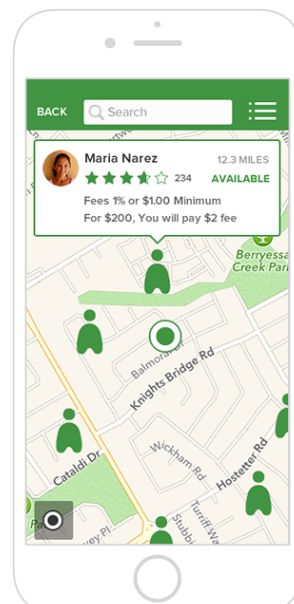 BACK
Search
Maria Narez
12.3 MILES
234
AVAILABLE
Fees 1% or $1.00 Minimum
For $200, You will pay $2 fee
Berryessa
Creek Park
Knights Bridge Rd
Wickham Rd
Hostetter Rd
Cataldi Dr